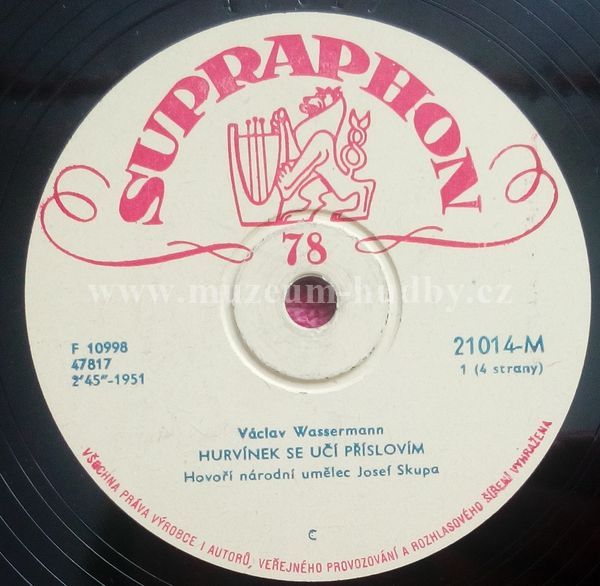 SUPRAPHON
78
www.muzeum-hudby.cz
F 10998
47817
2'45"-1951
21014-M
1 (4 strany)
Václav Wassermann
HURVÍNEK SE UČÍ PŘÍSLOVÍM
Hovoří národní umělec Josef Skupa
C
VŠECHNA PRÁVA VÝROBCE I AUTORŮ, VEŘEJNÉHO PROVOZOVÁNÍ A ROZHLASOVÉHO ŠÍŘENÍ VYHRAŽENA